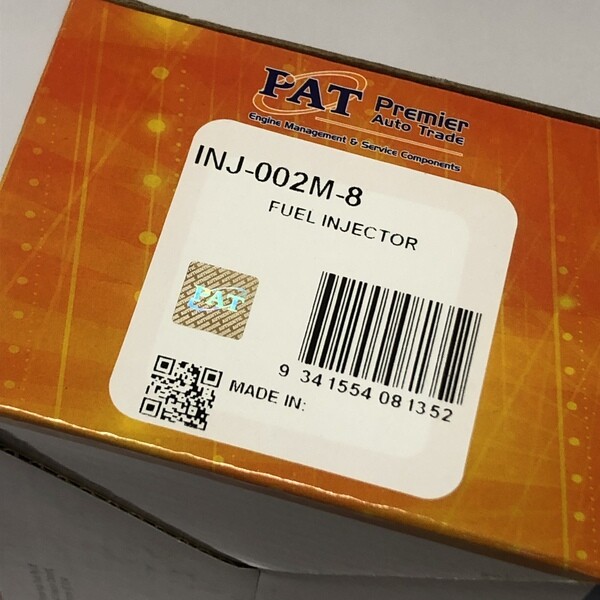 PAT Premier
Auto Trade
Engine Management & Service Components
INJ-002M-8
FUEL INJECTOR
PAT
9 341554 081352
MADE IN: